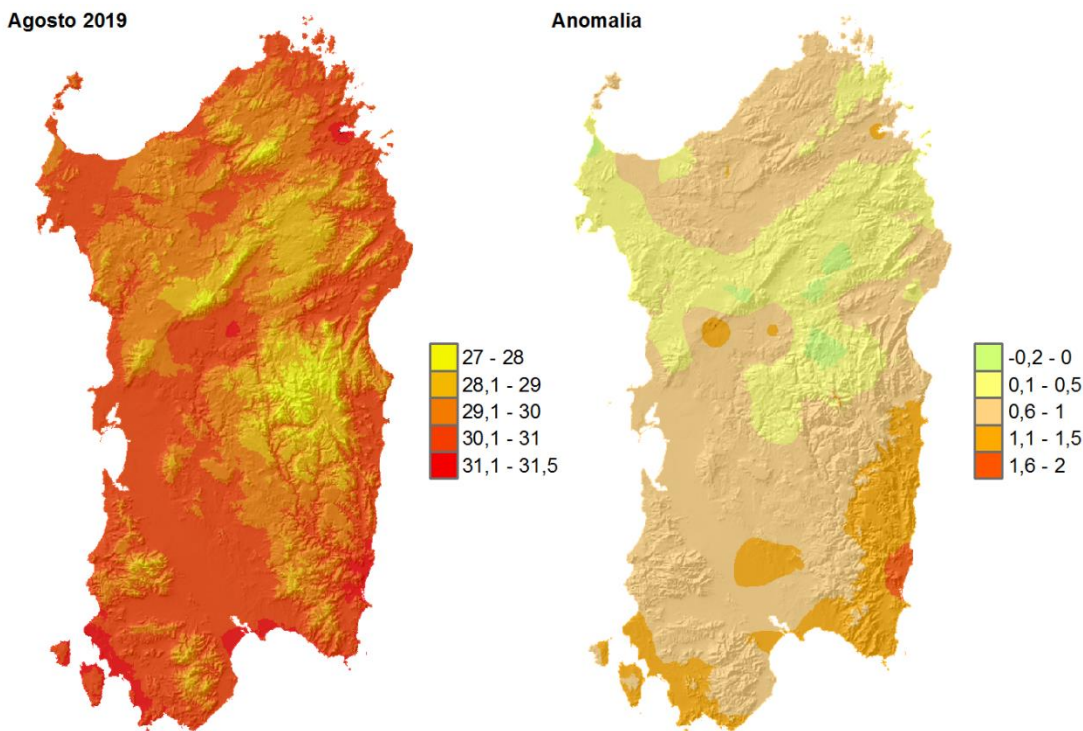 Agosto 2019
27 - 28
28,1 - 29
29,1 - 30
30,1 - 31
31,1 - 31,5
Anomalia
-0,2 - 0
0,1 - 0,5
0,6 - 1
1,1 - 1,5
1,6 - 2